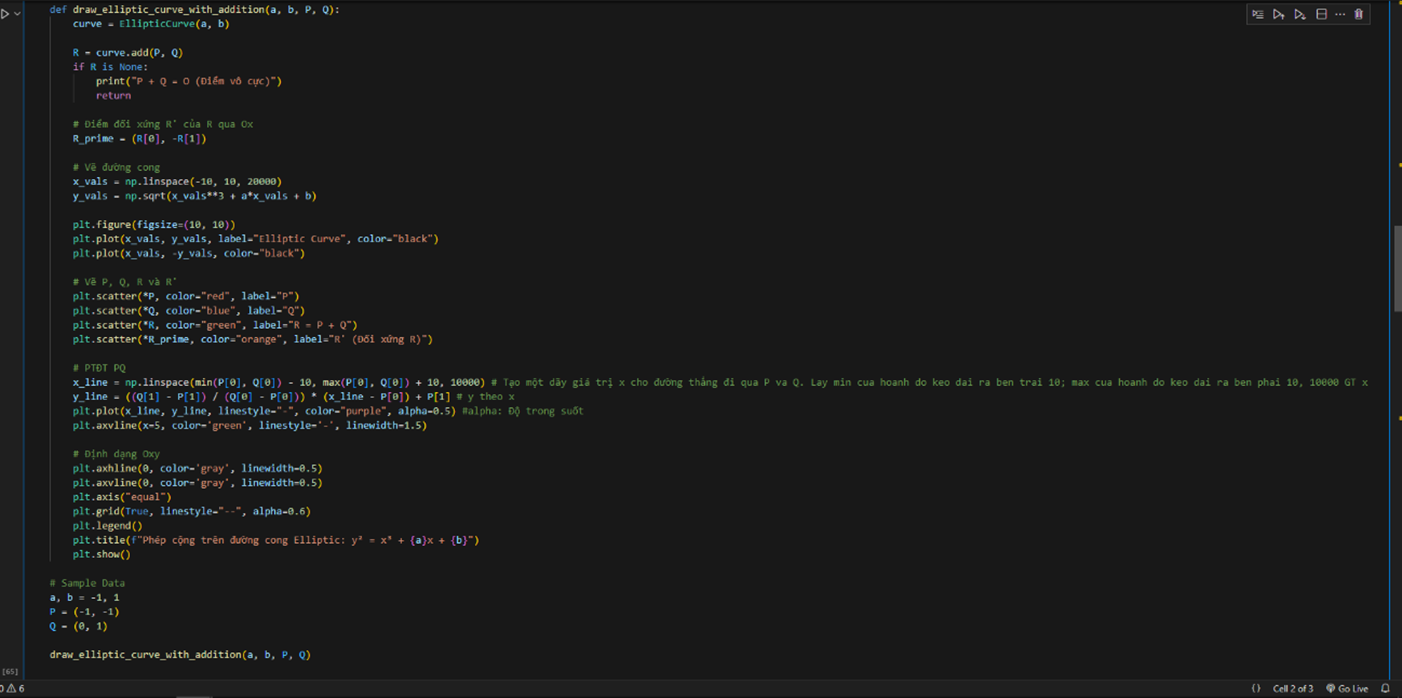 def draw_elliptic_curve_with_addition(a, b, P, Q):
    curve = EllipticCurve(a, b)

    R = curve.add(P, Q)
    if R is None:
        print("P + Q = O (Điểm vô cực)")
        return

    # Điểm đối xứng R' của R qua Ox
    R_prime = (R[0], -R[1])

    # Vẽ đường cong
    x_vals = np.linspace(-10, 10, 20000)
    y_vals = np.sqrt(x_vals**3 + a*x_vals + b)

    plt.figure(figsize=(10, 10))
    plt.plot(x_vals, y_vals, label="Elliptic Curve", color="black")
    plt.plot(x_vals, -y_vals, color="black")

    # Vẽ P, Q, R và R'
    plt.scatter(*P, color="red", label="P")
    plt.scatter(*Q, color="blue", label="Q")
    plt.scatter(*R, color="green", label="R = P + Q")
    plt.scatter(*R_prime, color="orange", label="R' (Đối xứng R)")

    # PTĐT PQ
    x_line = np.linspace(min(P[0], Q[0]) - 10, max(P[0], Q[0]) + 10, 10000) # Tạo một dãy giá trị x cho đường thẳng đi qua P va Q. Lay min cua hoanh do keo dai ra ben trai 10; max cua hoanh do keo dai ra ben phai 10, 10000 GT x
    y_line = ((Q[1] - P[1]) / (Q[0] - P[0])) * (x_line - P[0]) + P[1] # y theo x
    plt.plot(x_line, y_line, linestyle="-", color="purple", alpha=0.5) #alpha: Độ trong suốt
    plt.axvline(x=5, color='green', linestyle='-', linewidth=1.5)

    # Định dạng Oxy
    plt.axhline(0, color='gray', linewidth=0.5)
    plt.axvline(0, color='gray', linewidth=0.5)
    plt.axis("equal")
    plt.grid(True, linestyle="--", alpha=0.6)
    plt.legend()
    plt.title(f"Phép cộng trên đường cong Elliptic: y² = x³ + {a}x + {b}")
    plt.show()

# Sample Data
a, b = -1, 1
P = (-1, -1)
Q = (0, 1)

draw_elliptic_curve_with_addition(a, b, P, Q)
[65]
0 6 {} Cell 2 of 3 Go Live